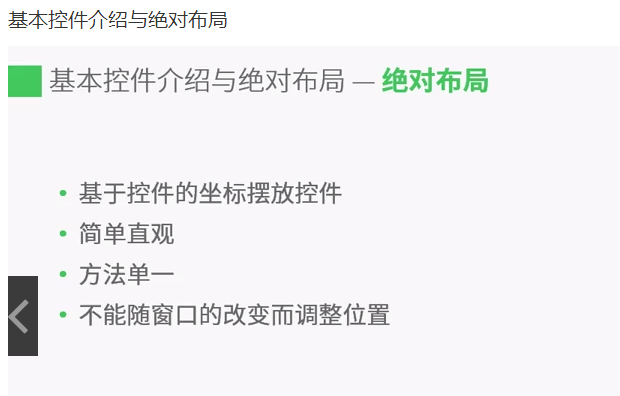 基本控件介绍与绝对布局
基本控件介绍与绝对布局 — 绝对布局
• 基于控件的坐标摆放控件
• 简单直观
• 方法单一
• 不能随窗口的改变而调整位置